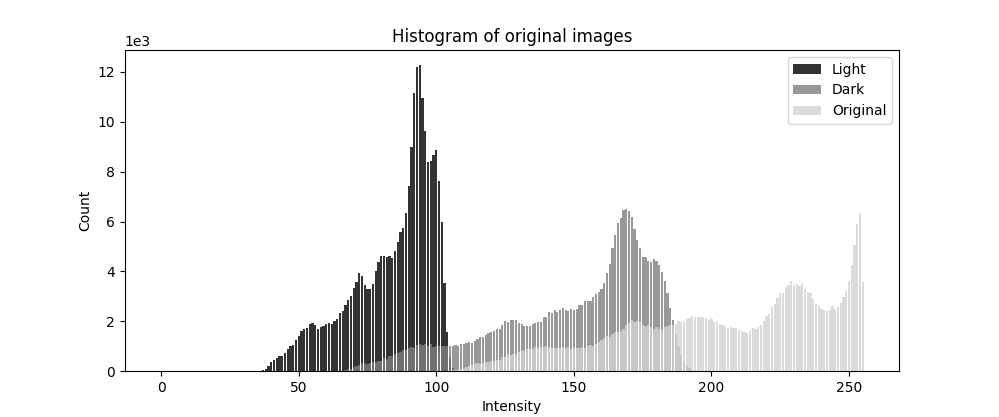 Histogram of original images
1e3
Light
Dark
Original
12
10
8
6
4
2
0
Count
0 50 100 150 200 250
Intensity